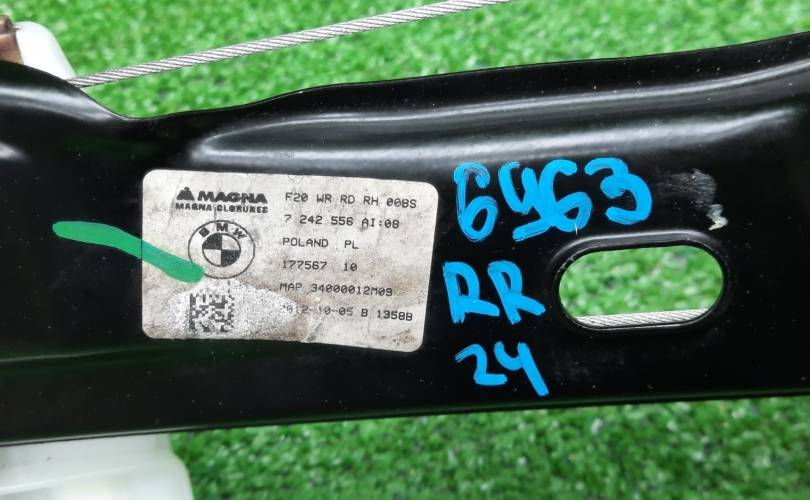 MAGNA
MAGNA CLOSURES
BMW
F20 WR RD RH 00BS
7 242 556 AI:08
POLAND PL
177567 10
MAP 34000012M09
2012-10-05 B 1358B
6463
RR
24